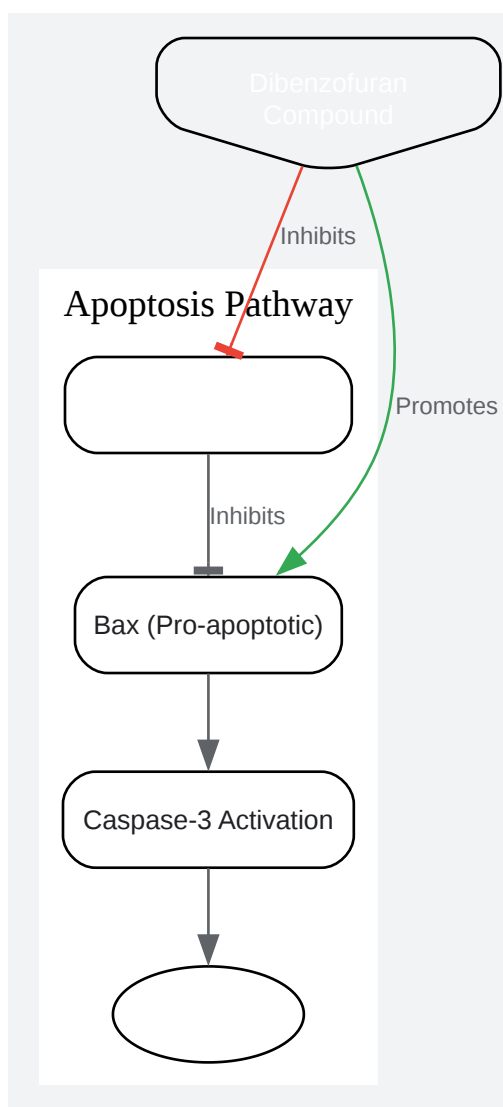 Dibenzofuran
Compound
Inhibits
Apoptosis Pathway
Promotes
Inhibits
Bax (Pro-apoptotic)
Caspase-3 Activation